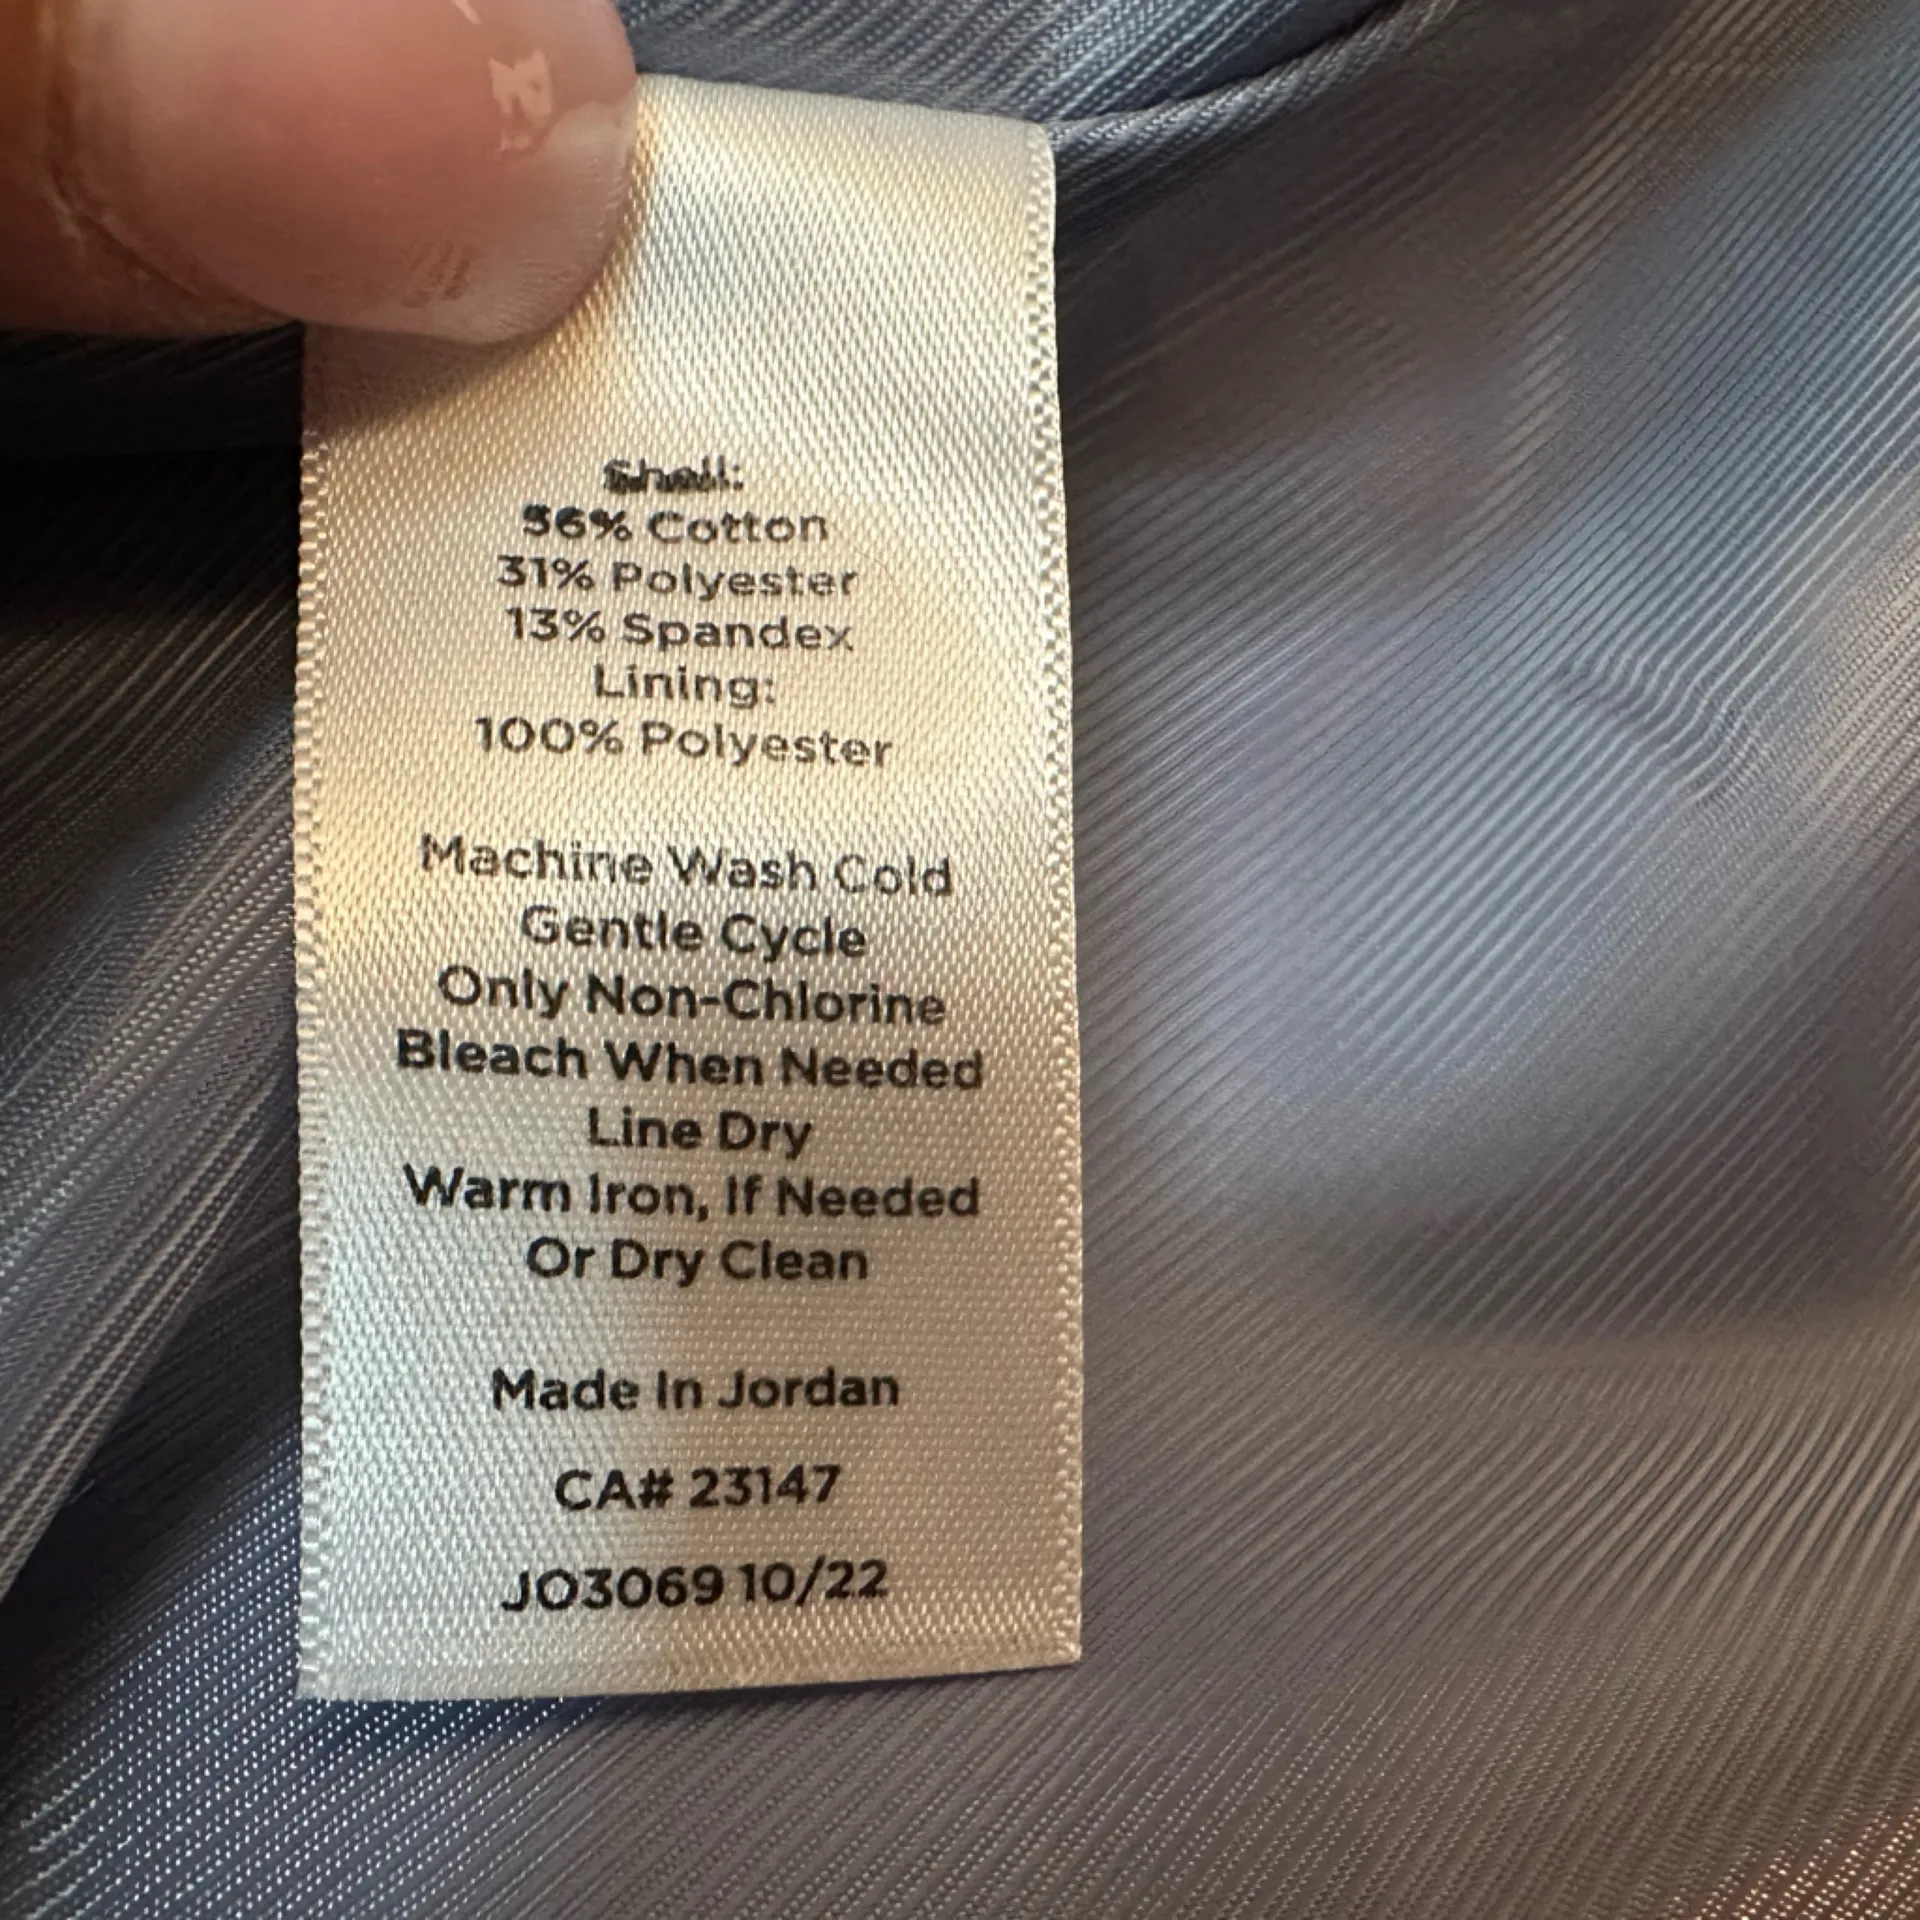 Shell:
56% Cotton
31% Polyester
13% Spandex
Lining:
100% Polyester
Machine Wash Cold
Gentle Cycle
Only Non-Chlorine
Bleach When Needed
Line Dry
Warm Iron, If Needed
Or Dry Clean
Made In Jordan
CA# 23147
JO3069 10/22